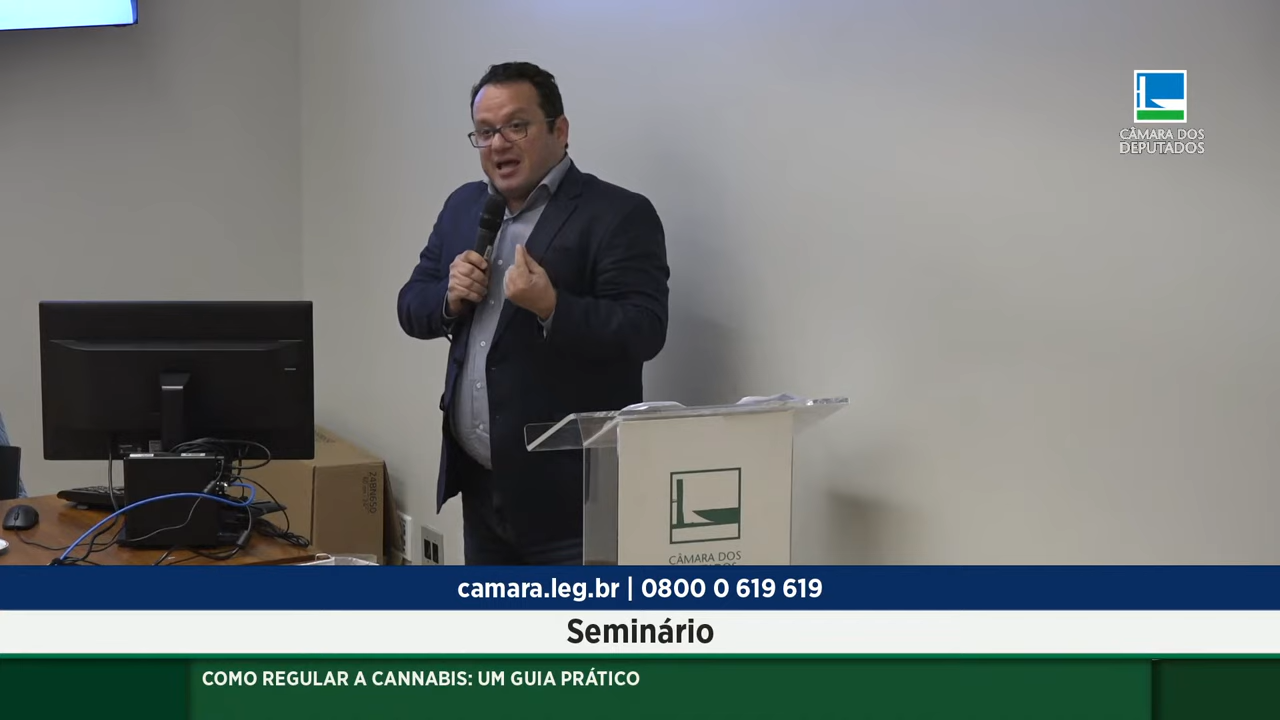 CÂMARA DOS
DEPUTADOS
CÂMARA DOS
camara.leg.br | 0800 0 619 619
Seminário
COMO REGULAR A CANNABIS: UM GUIA PRÁTICO